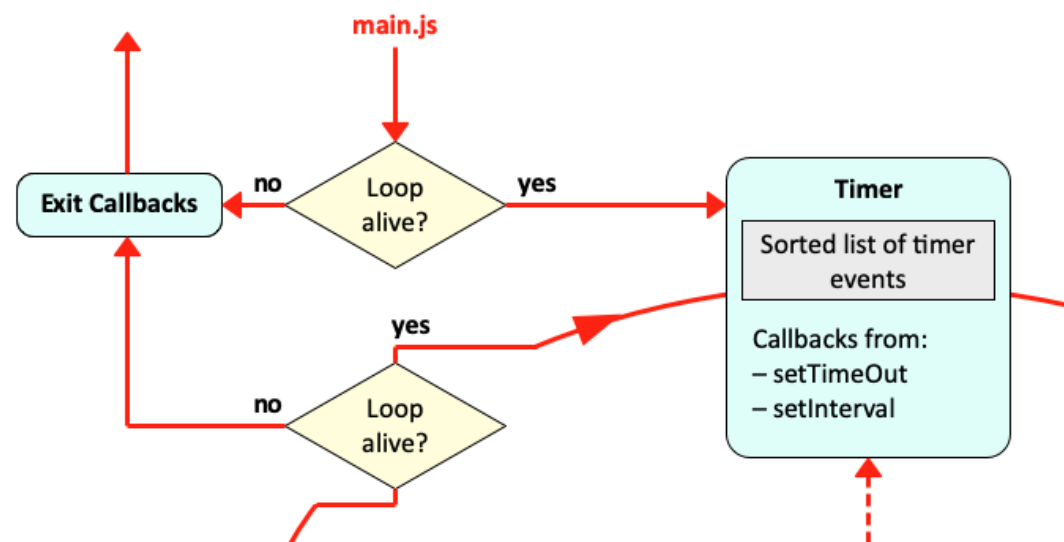 main.js
no
Loop
alive?
yes
Exit Callbacks
Timer
Sorted list of timer
events
Callbacks from:
– setTimeOut
– setInterval
yes
no
Loop
alive?